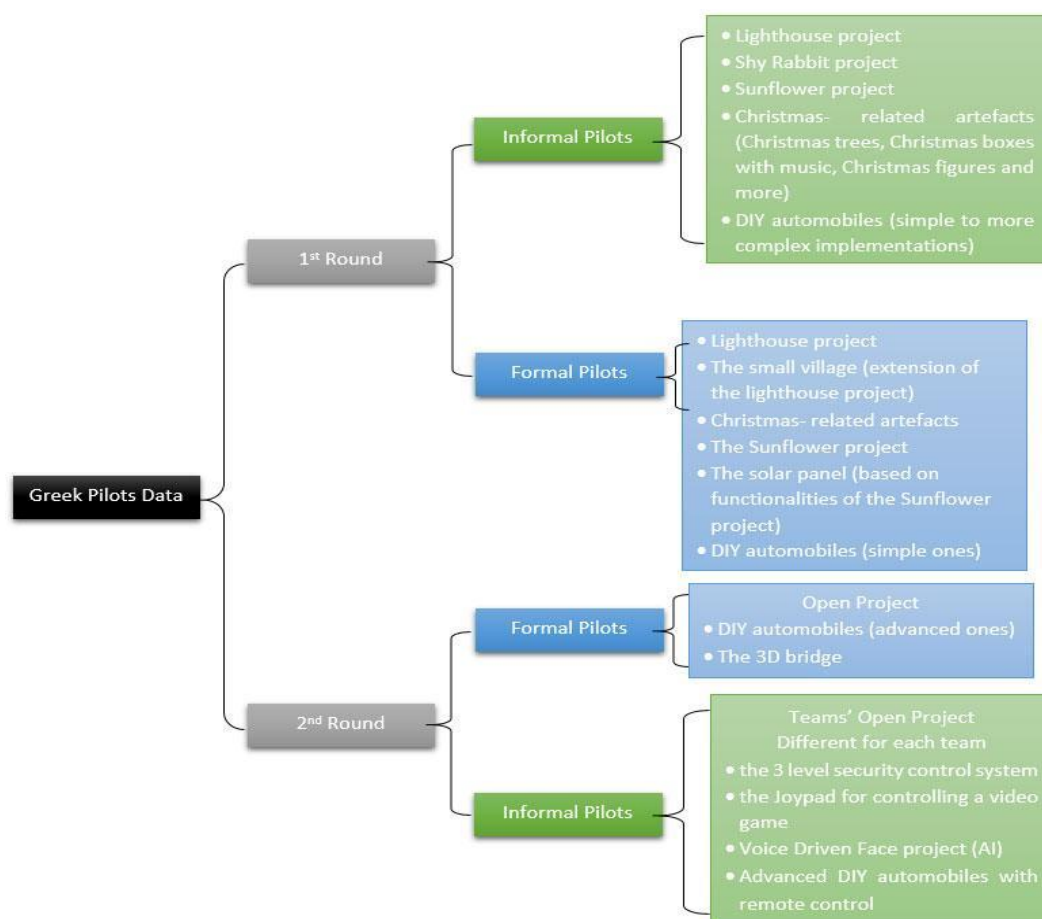 Greek Pilots Data
1st Round
Informal Pilots
• Lighthouse project
• Shy Rabbit project
• Sunflower project
• Christmas- related artefacts
(Christmas trees, Christmas boxes
with music, Christmas figures and
more)
• DIY automobiles (simple to more
complex implementations)
Formal Pilots
• Lighthouse project
• The small village (extension of
the lighthouse project)
• Christmas- related artefacts
• The Sunflower project
• The solar panel (based on
functionalities of the Sunflower
project)
• DIY automobiles (simple ones)
2nd Round
Formal Pilots
Open Project
• DIY automobiles (advanced ones)
• The 3D bridge
Informal Pilots
Teams' Open Project
Different for each team
• the 3 level security control system
• the Joypad for controlling a video
game
• Voice Driven Face project (AI)
• Advanced DIY automobiles with
remote control